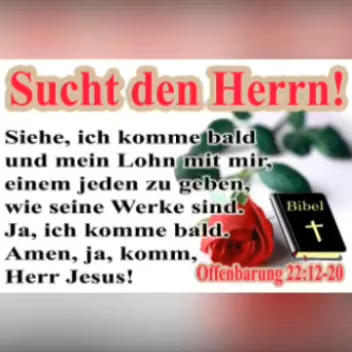 Sucht den Herrn!
Siehe, ich komme bald
und mein Lohn mit mir,
einem jeden zu geben,
wie seine Werke sind.
Ja, ich komme bald.
Amen, ja, komm,
Herr Jesus!
Bibel
Offenbarung 22:12-20